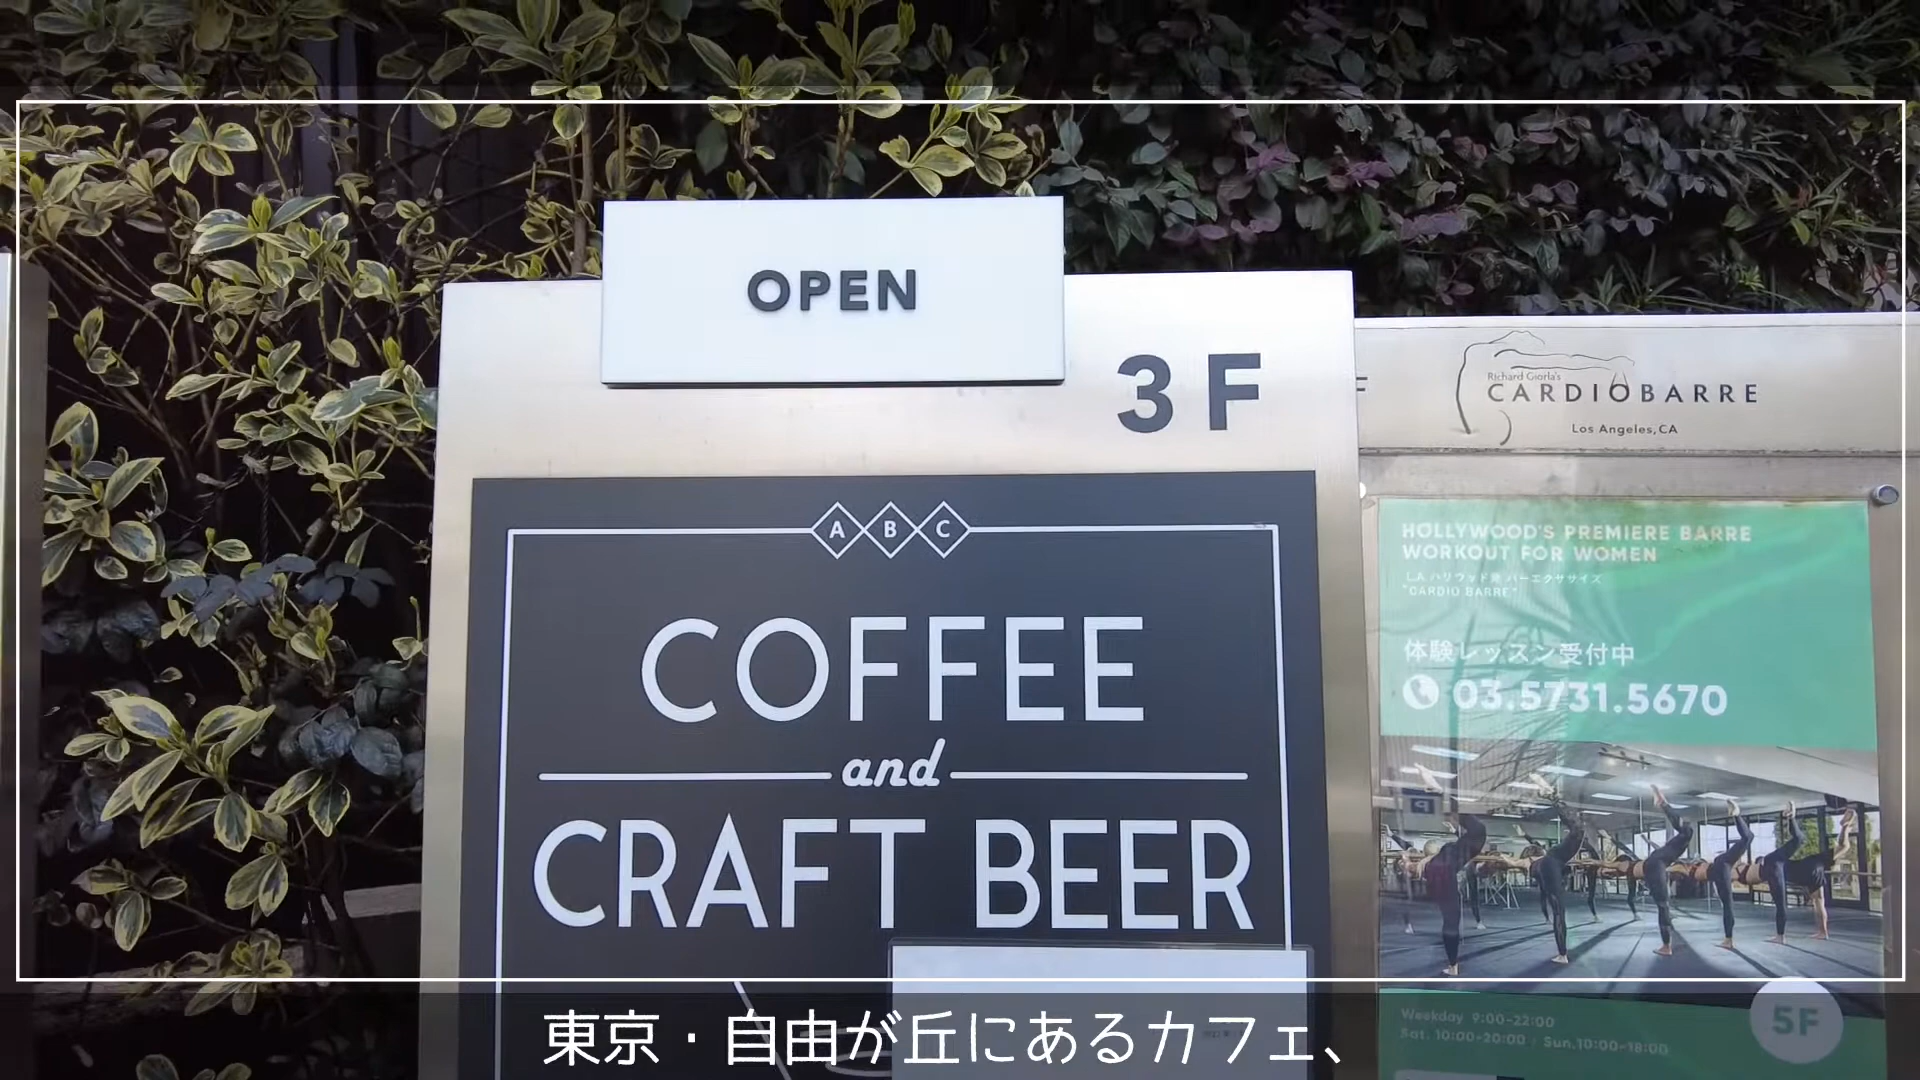 OPEN
3F
A B C
COFFEE
and
CRAFT BEER
F
Richard Giorla's
CARDIOBARRE
Los Angeles, CA
HOLLYWOOD'S PREMIERE BARRE
WORKOUT FOR WOMEN
L.A.ハリウッド発 バーエクササイズ
"CARDIO BARRE"
体験レッスン受付中
03.5731.5670
P
Weekday 9:00-22:00
Sat. 10:00-20:00 / Sun.10:00-18:00
5F
東京・自由が丘にあるカフェ、